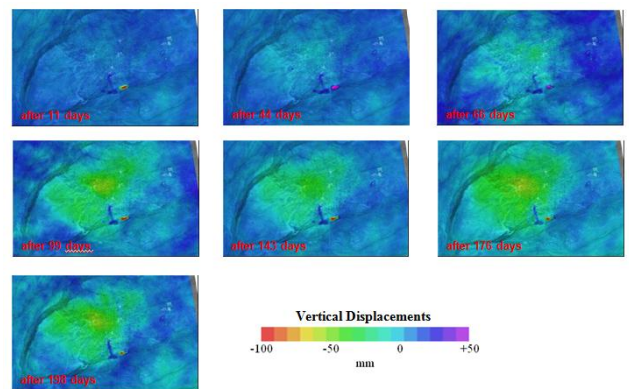 after 11 days
after 44 days
after 66 days
after 99 days
after 143 days
after 176 days
after 198 days
Vertical Displacements
-100 -50 0 +50
mm